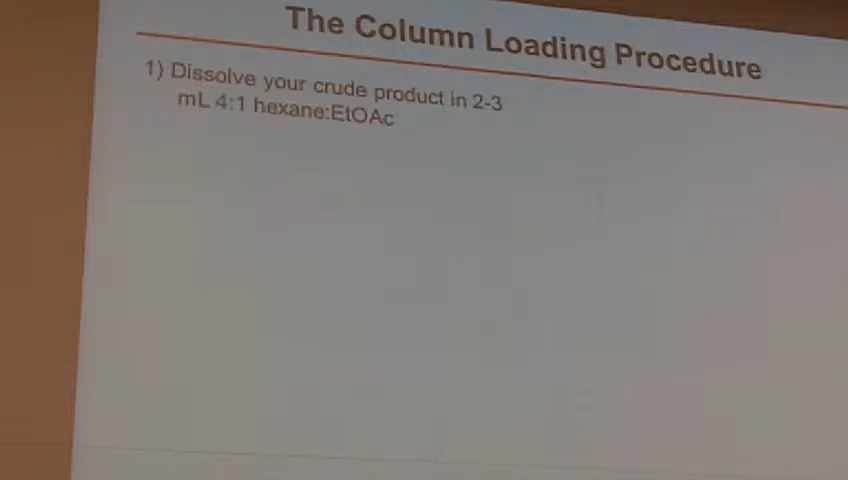 The Column Loading Procedure
1) Dissolve your crude product in 2-3
mL 4:1 hexane:EtOAc